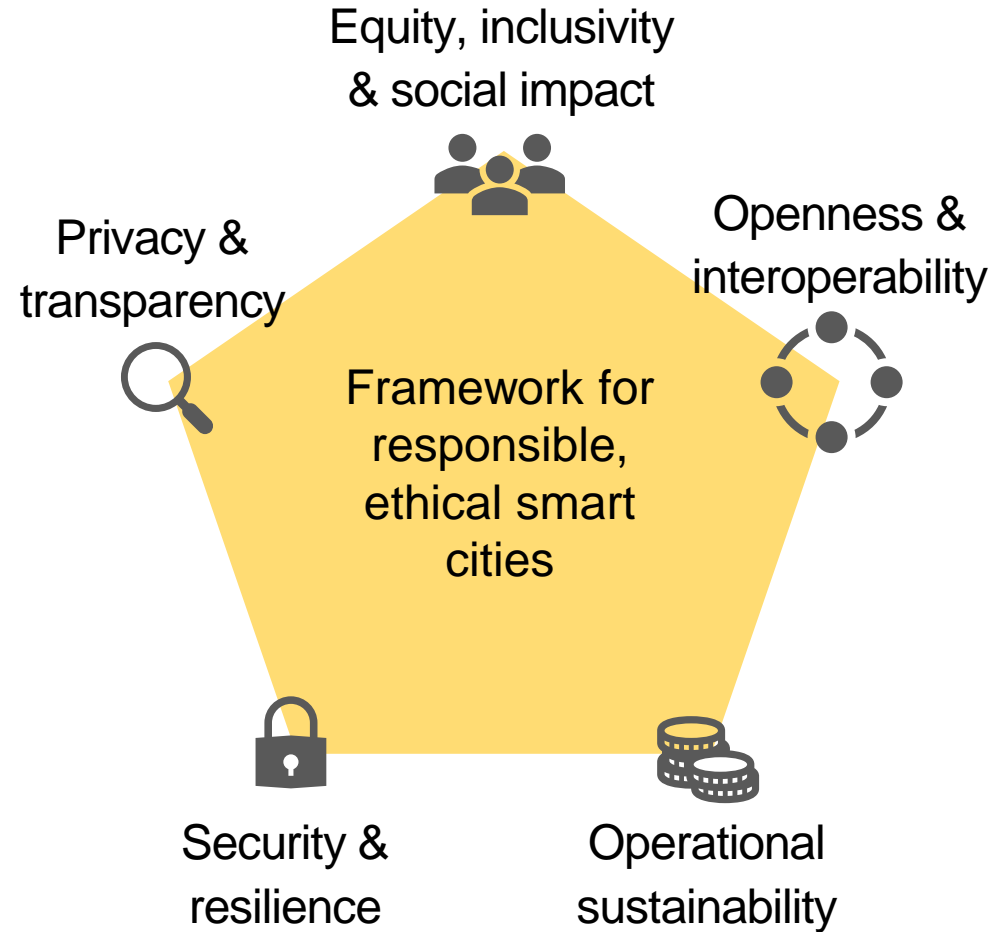 Equity, inclusivity
& social impact
Privacy &
transparency
Openness &
interoperability
Framework for
responsible,
ethical smart
cities
Security &
resilience
Operational
sustainability